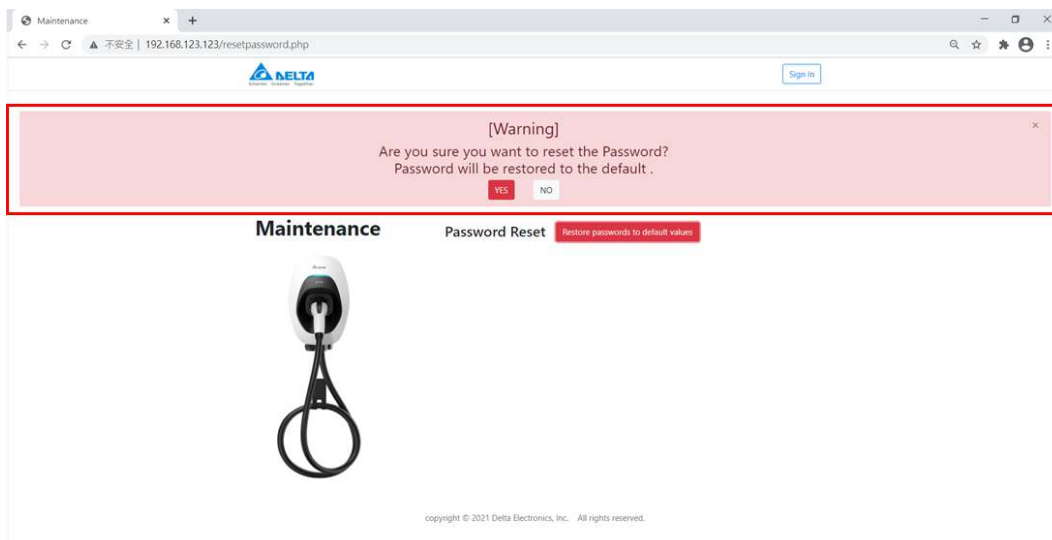 Maintenance
不安全 | 192.168.123.123/resetpassword.php
DELTA
Sign In
[Warning]
Are you sure you want to reset the Password?
Password will be restored to the default .
YES NO
Maintenance
Password Reset Restore passwords to default values
copyright © 2021 Delta Electronics, Inc. All rights reserved.